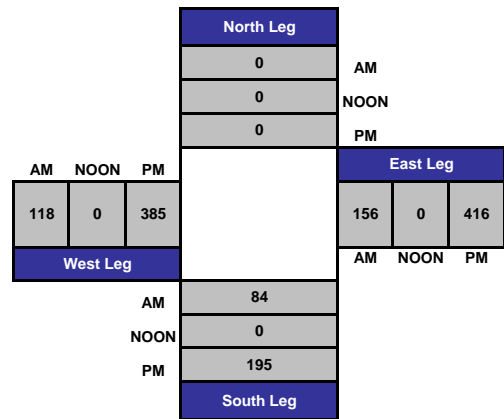 North Leg
0
AM
0
NOON
0
PM
AM NOON PM
East Leg
118 0 385
156 0 416
West Leg
AM NOON PM
AM
84
NOON
0
PM
195
South Leg